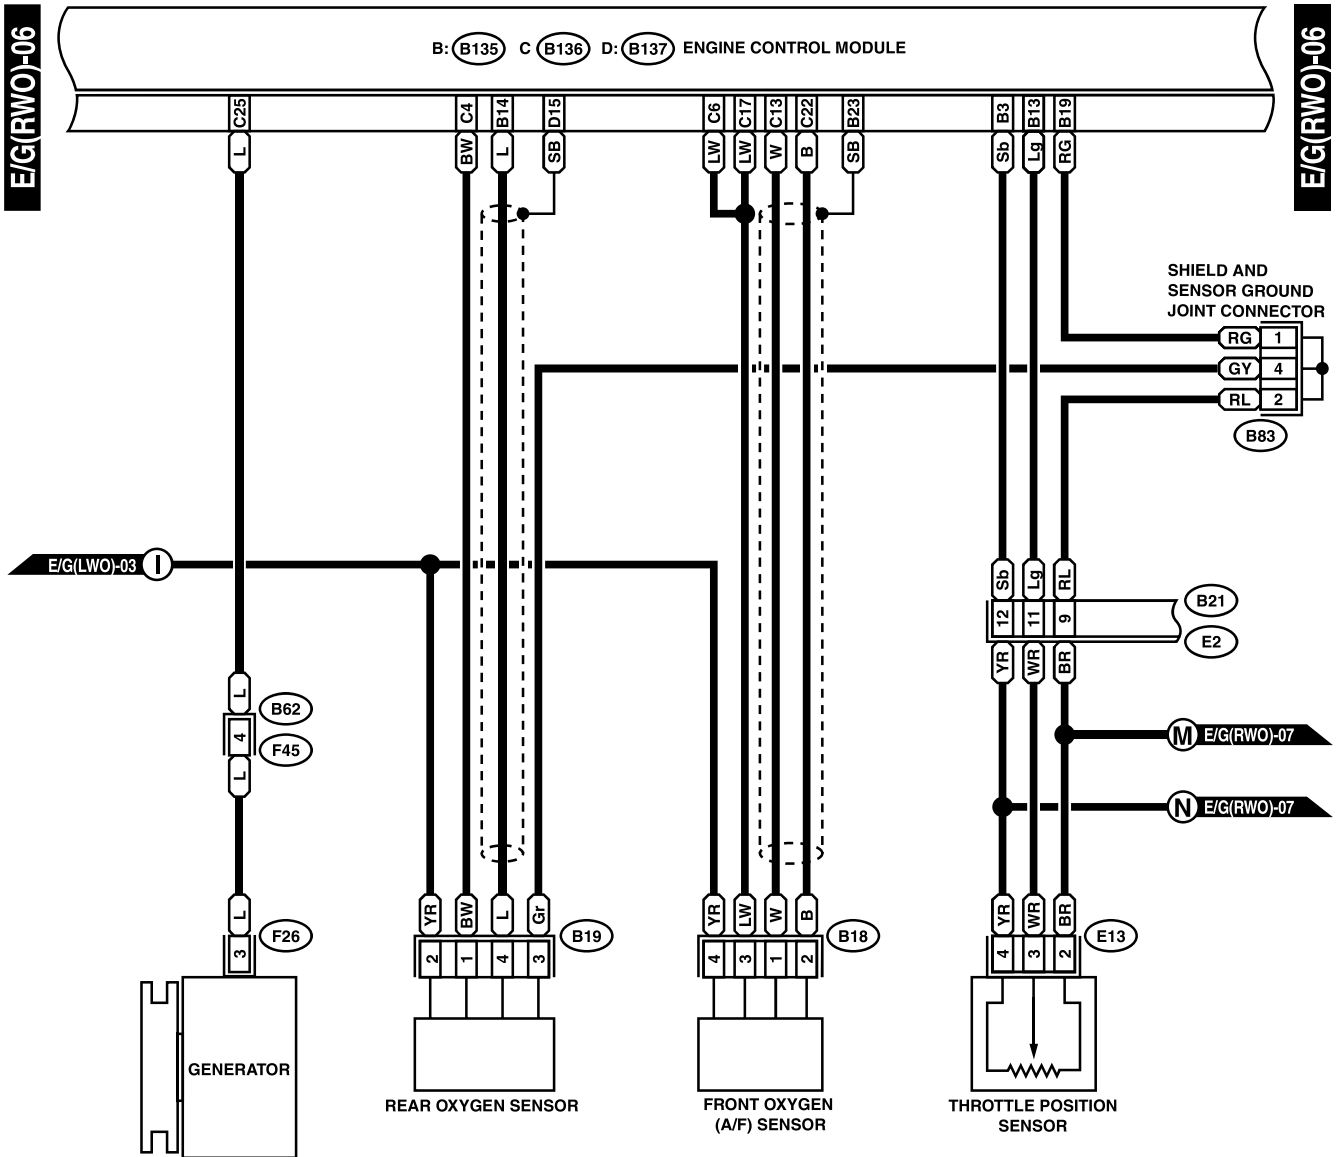 E/G(RWO)-06
E/G(RWO)-06
B: B135 C B136 D: B137 ENGINE CONTROL MODULE
C25 C4 B14 D15 C6 C17 C13 C22 B23 B3 B13 B19
L BW L SB LW LW W B SB Sb Lg RG
SHIELD AND
SENSOR GROUND
JOINT CONNECTOR
RG 1
GY 4
RL 2
B83
E/G(LWO)-03 I
Sb Lg RL
B21
12 11 9
E2
YR WR BR
L
B62
4
F45
L
M E/G(RWO)-07
N E/G(RWO)-07
L YR BW L Gr YR LW W B YR WR BR
F26 B19 B18 E13
3 2 1 4 3 4 3 1 2 4 3 2
GENERATOR
REAR OXYGEN SENSOR
FRONT OXYGEN
(A/F) SENSOR
THROTTLE POSITION
SENSOR